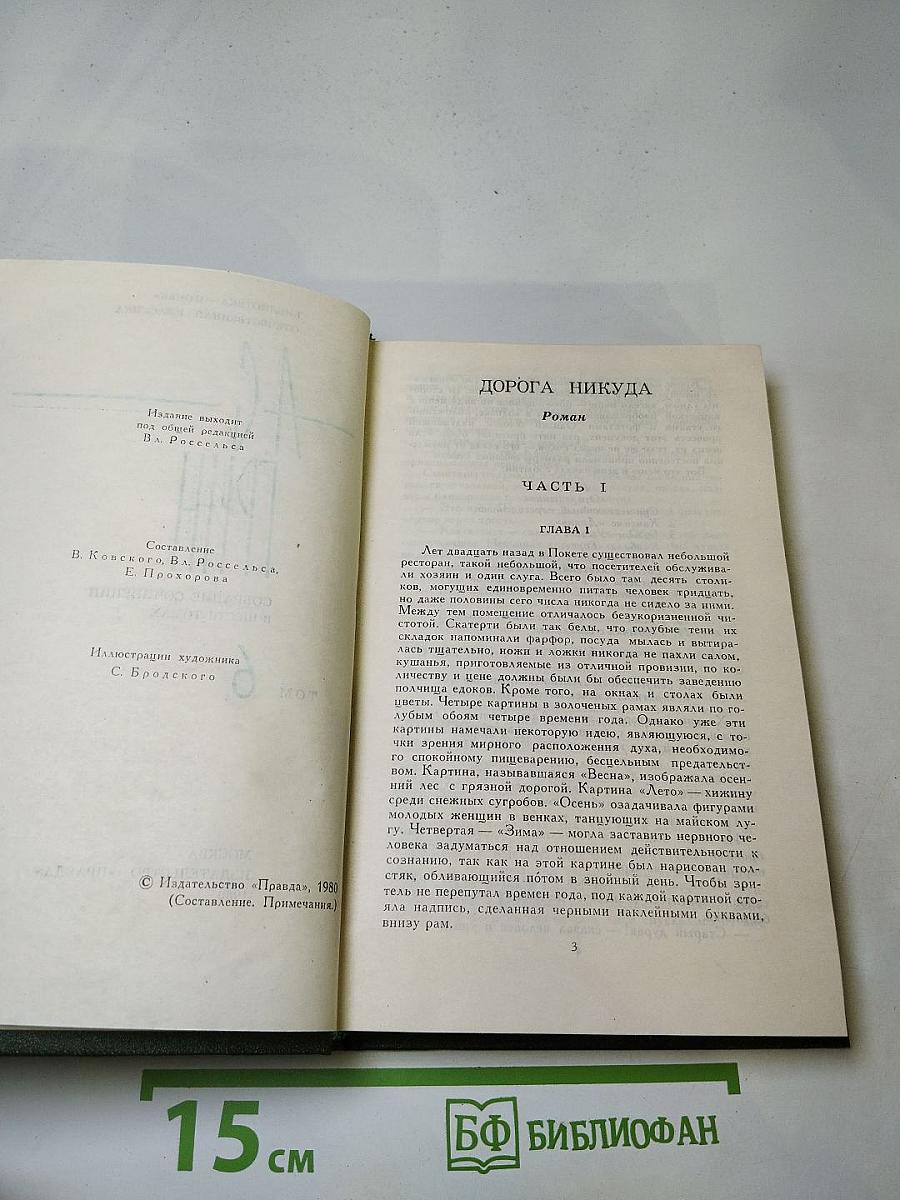 Издание выходит
под общей редакцией
Вл. Россельса
Составление
В. Ковского, Вл. Россельса,
Е. Прохорова
Иллюстрации художника
С. Бродского
© Издательство «Правда», 1980
(Составление. Примечания.)
ДОРОГА НИКУДА
Роман
ЧАСТЬ I
ГЛАВА I
Лет двадцать назад в Покете существовал небольшой
ресторан, такой небольшой, что посетителей обслужива-
ли хозяин и один слуга. Всего было там десять столи-
ков, могущих единовременно питать человек тридцать,
но даже половины сего числа никогда не сидело за ними.
Между тем помещение отличалось безукоризненной чи-
стотой. Скатерти были так белы, что голубые тени их
складок напоминали фарфор, посуда мылась и вытира-
лась тщательно, ножи и ложки никогда не пахли салом,
кушанья, приготовляемые из отличной провизии, по ко-
личеству и цене должны были бы обеспечить заведению
полчища едоков. Кроме того, на окнах и столах были
цветы. Четыре картины в золоченых рамах являли по го-
лубым обоям четыре времени года. Однако уже эти
картины намечали некоторую идею, являющуюся, с то-
чки зрения мирного расположения духа, необходимо-
го спокойному пищеварению, бесцельным предательст-
вом. Картина, называвшаяся «Весна», изображала осен-
ний лес с грязной дорогой. Картина «Лето» — хижину
среди снежных сугробов. «Осень» озадачивала фигурами
молодых женщин в венках, танцующих на майском лу-
гу. Четвертая — «Зима» — могла заставить нервного че-
ловека задуматься над отношением действительности к
сознанию, так как на этой картине был нарисован тол-
стяк, обливающийся по́том в знойный день. Чтобы зри-
тель не перепутал времен года, под каждой картиной сто-
яла надпись, сделанная черными наклейными буквами,
внизу рам.
3
15 см
БФ БИБЛИОФАН